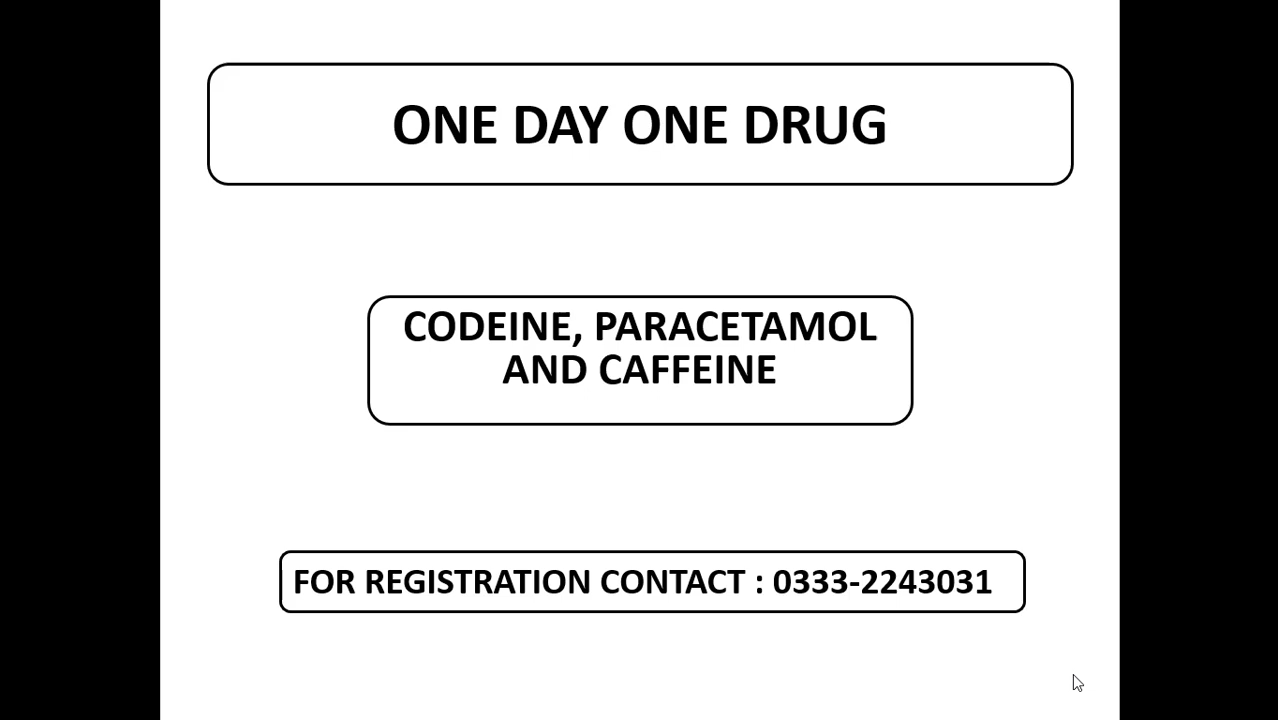 ONE DAY ONE DRUG
CODEINE, PARACETAMOL
AND CAFFEINE
FOR REGISTRATION CONTACT : 0333-2243031